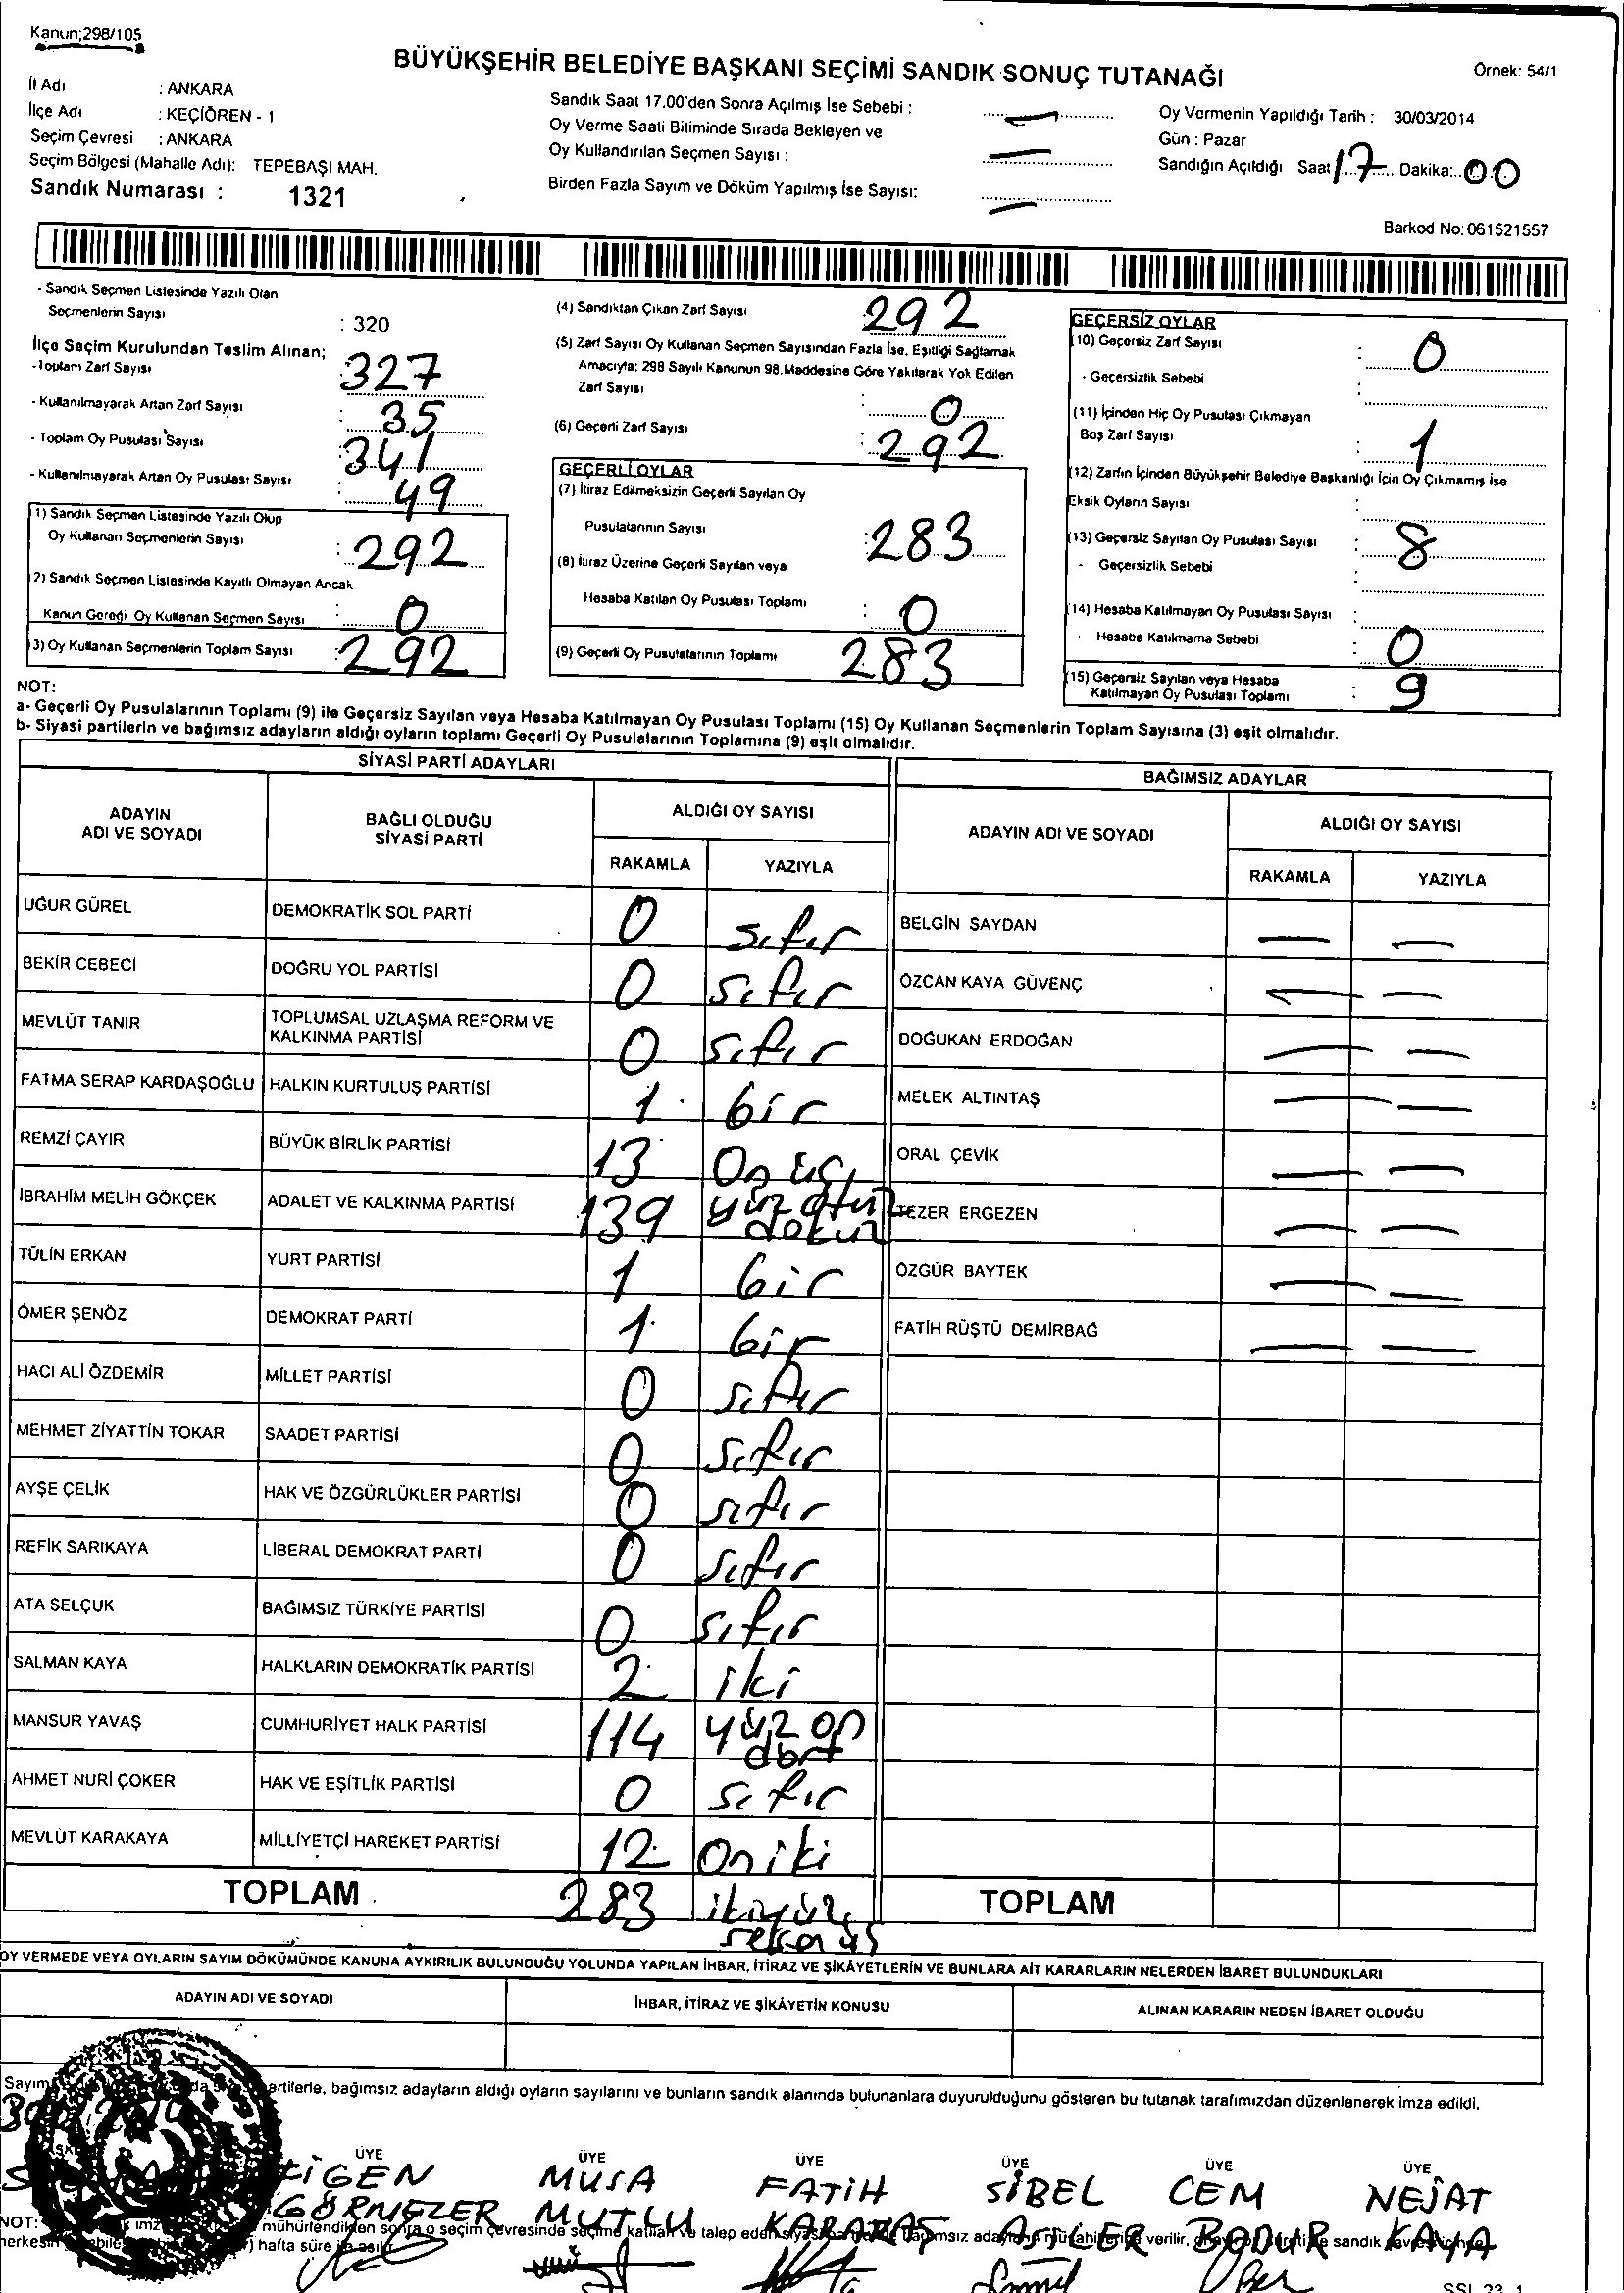 Kanun;298/105
BÜYÜKŞEHİR BELEDİYE BAŞKANI SEÇİMİ SANDIK SONUÇ TUTANAĞI
Örnek: 54/1
İl Adı : ANKARA
İlçe Adı : KEÇİÖREN - 1
Seçim Çevresi : ANKARA
Seçim Bölgesi (Mahalle Adı): TEPEBAŞI MAH.
Sandık Numarası : 1321
Sandık Saat 17.00'den Sonra Açılmış İse Sebebi : —
Oy Verme Saati Bitiminde Sırada Bekleyen ve
Oy Kullandırılan Seçmen Sayısı : —
Birden Fazla Sayım ve Döküm Yapılmış İse Sayısı: —
Oy Vermenin Yapıldığı Tarih : 30/03/2014
Gün : Pazar
Sandığın Açıldığı Saat 17 Dakika: 00
Barkod No: 061521557
- Sandık Seçmen Listesinde Yazılı Olan
Seçmenlerin Sayısı : 320
İlçe Seçim Kurulundan Teslim Alınan;
-Toplam Zarf Sayısı : 327
- Kullanılmayarak Artan Zarf Sayısı : 35
- Toplam Oy Pusulası Sayısı : 341
- Kullanılmayarak Artan Oy Pusulası Sayısı : 49
1) Sandık Seçmen Listesinde Yazılı Olup
Oy Kullanan Seçmenlerin Sayısı : 292
2) Sandık Seçmen Listesinde Kayıtlı Olmayan Ancak
Kanun Gereği Oy Kullanan Seçmen Sayısı : 0
3) Oy Kullanan Seçmenlerin Toplam Sayısı : 292
(4) Sandıktan Çıkan Zarf Sayısı 292
(5) Zarf Sayısı Oy Kullanan Seçmen Sayısından Fazla İse, Eşitliği Sağlamak
Amacıyla: 298 Sayılı Kanunun 98.Maddesine Göre Yakılarak Yok Edilen
Zarf Sayısı : 0
(6) Geçerli Zarf Sayısı : 292
GEÇERLİ OYLAR
(7) İtiraz Edilmeksizin Geçerli Sayılan Oy
Pusulalarının Sayısı : 283
(8) İtiraz Üzerine Geçerli Sayılan veya
Hesaba Katılan Oy Pusulası Toplamı : 0
(9) Geçerli Oy Pusulalarının Toplamı 283
GEÇERSİZ OYLAR
(10) Geçersiz Zarf Sayısı : 0
- Geçersizlik Sebebi :
(11) İçinden Hiç Oy Pusulası Çıkmayan
Boş Zarf Sayısı : 1
(12) Zarfın İçinden Büyükşehir Belediye Başkanlığı İçin Oy Çıkmamış ise
Eksik Oyların Sayısı :
(13) Geçersiz Sayılan Oy Pusulası Sayısı : 8
- Geçersizlik Sebebi :
(14) Hesaba Katılmayan Oy Pusulası Sayısı :
- Hesaba Katılmama Sebebi : 0
(15) Geçersiz Sayılan veya Hesaba
Katılmayan Oy Pusulası Toplamı : 9
NOT:
a- Geçerli Oy Pusulalarının Toplamı (9) ile Geçersiz Sayılan veya Hesaba Katılmayan Oy Pusulası Toplamı (15) Oy Kullanan Seçmenlerin Toplam Sayısına (3) eşit olmalıdır.
b- Siyasi partilerin ve bağımsız adayların aldığı oyların toplamı Geçerli Oy Pusulalarının Toplamına (9) eşit olmalıdır.
SİYASİ PARTİ ADAYLARI
ADAYIN ADI VE SOYADI
BAĞLI OLDUĞU SİYASİ PARTİ
ALDIĞI OY SAYISI
RAKAMLA YAZIYLA
UĞUR GÜREL DEMOKRATİK SOL PARTİ 0 sıfır
BEKİR CEBECİ DOĞRU YOL PARTİSİ 0 sıfır
MEVLÜT TANIR TOPLUMSAL UZLAŞMA REFORM VE KALKINMA PARTİSİ 0 sıfır
FATMA SERAP KARDAŞOĞLU HALKIN KURTULUŞ PARTİSİ 1 bir
REMZİ ÇAYIR BÜYÜK BİRLİK PARTİSİ 13 On üç
İBRAHİM MELİH GÖKÇEK ADALET VE KALKINMA PARTİSİ 139 yüz otuz dokuz
TÜLİN ERKAN YURT PARTİSİ 1 bir
ÖMER ŞENÖZ DEMOKRAT PARTİ 1 bir
HACI ALİ ÖZDEMİR MİLLET PARTİSİ 0 sıfır
MEHMET ZİYATTİN TOKAR SAADET PARTİSİ 0 sıfır
AYŞE ÇELİK HAK VE ÖZGÜRLÜKLER PARTİSİ 0 sıfır
REFİK SARIKAYA LİBERAL DEMOKRAT PARTİ 0 sıfır
ATA SELÇUK BAĞIMSIZ TÜRKİYE PARTİSİ 0 sıfır
SALMAN KAYA HALKLARIN DEMOKRATİK PARTİSİ 2 iki
MANSUR YAVAŞ CUMHURİYET HALK PARTİSİ 114 yüz on dört
AHMET NURİ ÇOKER HAK VE EŞİTLİK PARTİSİ 0 sıfır
MEVLÜT KARAKAYA MİLLİYETÇİ HAREKET PARTİSİ 12 On iki
TOPLAM 283 ikiyüz
BAĞIMSIZ ADAYLAR
ADAYIN ADI VE SOYADI
ALDIĞI OY SAYISI
RAKAMLA YAZIYLA
BELGİN SAYDAN — —
ÖZCAN KAYA GÜVENÇ — —
DOĞUKAN ERDOĞAN — —
MELEK ALTINTAŞ — —
ORAL ÇEVİK — —
TEZER ERGEZEN — —
ÖZGÜR BAYTEK — —
FATİH RÜŞTÜ DEMİRBAĞ — —
TOPLAM
OY VERMEDE VEYA OYLARIN SAYIM DÖKÜMÜNDE KANUNA AYKIRILIK BULUNDUĞU YOLUNDA YAPILAN İHBAR, İTİRAZ VE ŞİKÂYETLERİN VE BUNLARA AİT KARARLARIN NELERDEN İBARET BULUNDUKLARI
ADAYIN ADI VE SOYADI
İHBAR, İTİRAZ VE ŞİKÂYETİN KONUSU
ALINAN KARARIN NEDEN İBARET OLDUĞU
Sayım bağımsız adayların aldığı oyların sayılarını ve bunların sandık alanında bulunanlara duyurulduğunu gösteren bu tutanak tarafımızdan düzenlenerek imza edildi.
ÜYE ÜYE ÜYE ÜYE ÜYE ÜYE
MUSA FATİH SİBEL CEM NEJAT
GÖRMEZER MUTLU KARATAŞ BODUR KAYA
NOT: mühürlendikten sonra o seçim çevresinde seçime katılan ve talep eden verilir, sandık
hafta süre ile asılır
SSL 23 1